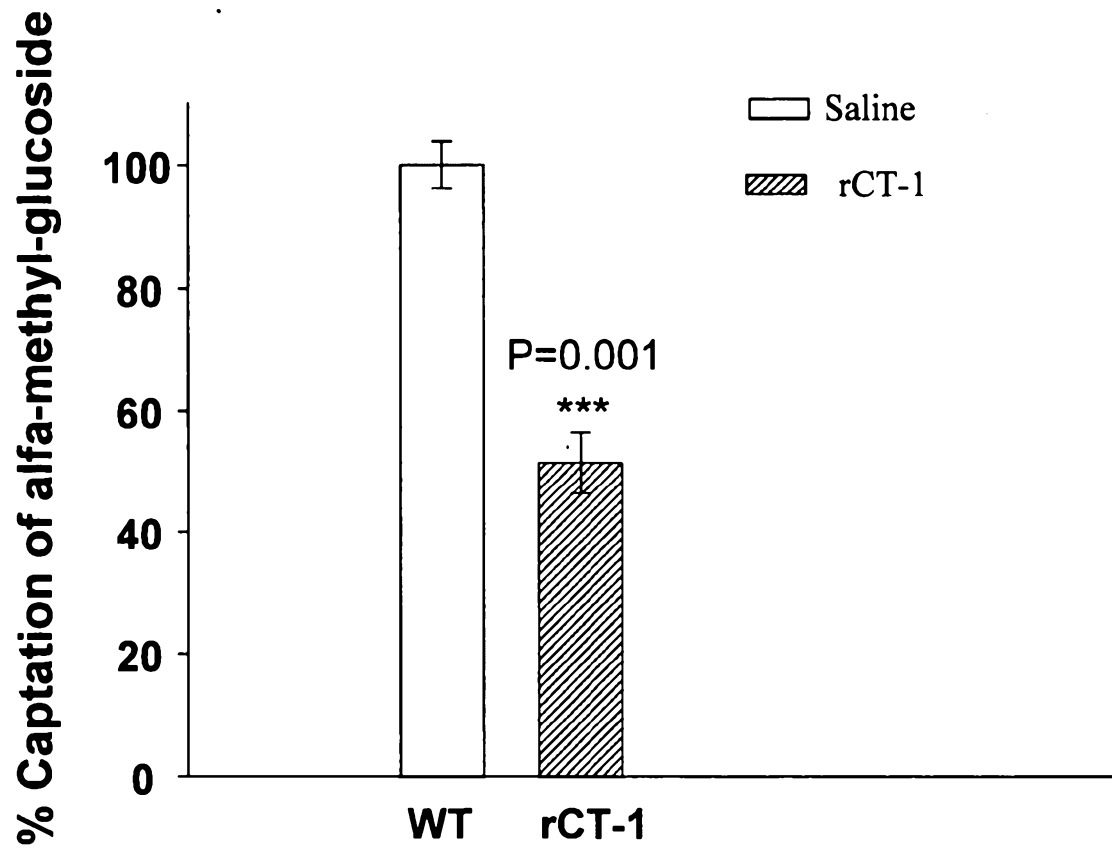 % Captation of alfa-methyl-glucoside
100
80
60
40
20
0
Saline
rCT-1
P=0.001
***
WT
rCT-1